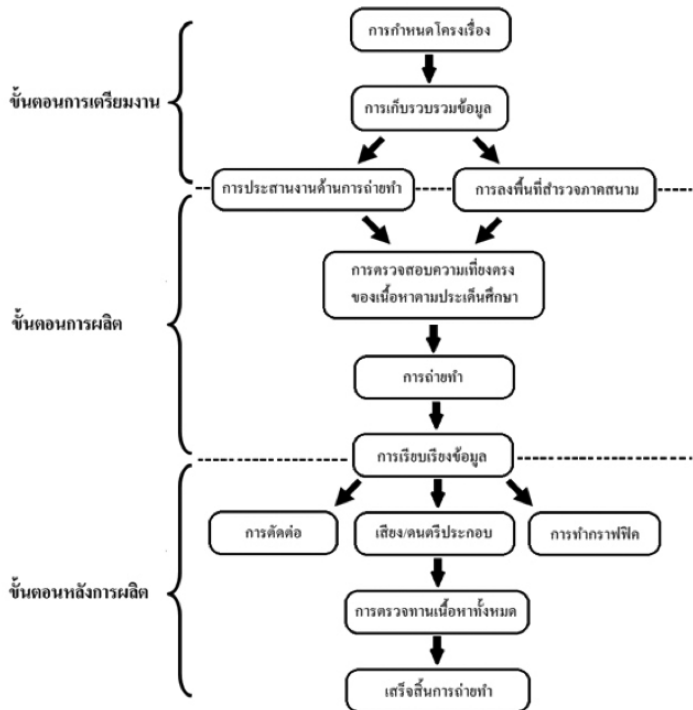 การกำหนดโครงเรื่อง
ขั้นตอนการเตรียมงาน
การเก็บรวบรวมข้อมูล
การประสานงานด้านการถ่ายทำ
การลงพื้นที่สำรวจภาคสนาม
การตรวจสอบความเที่ยงตรง
ของเนื้อหาตามประเด็นศึกษา
ขั้นตอนการผลิต
การถ่ายทำ
การเรียบเรียงข้อมูล
การตัดต่อ
เสียง/ดนตรีประกอบ
การทำกราฟฟิค
ขั้นตอนหลังการผลิต
การตรวจทานเนื้อหาทั้งหมด
เสร็จสิ้นการถ่ายทำ